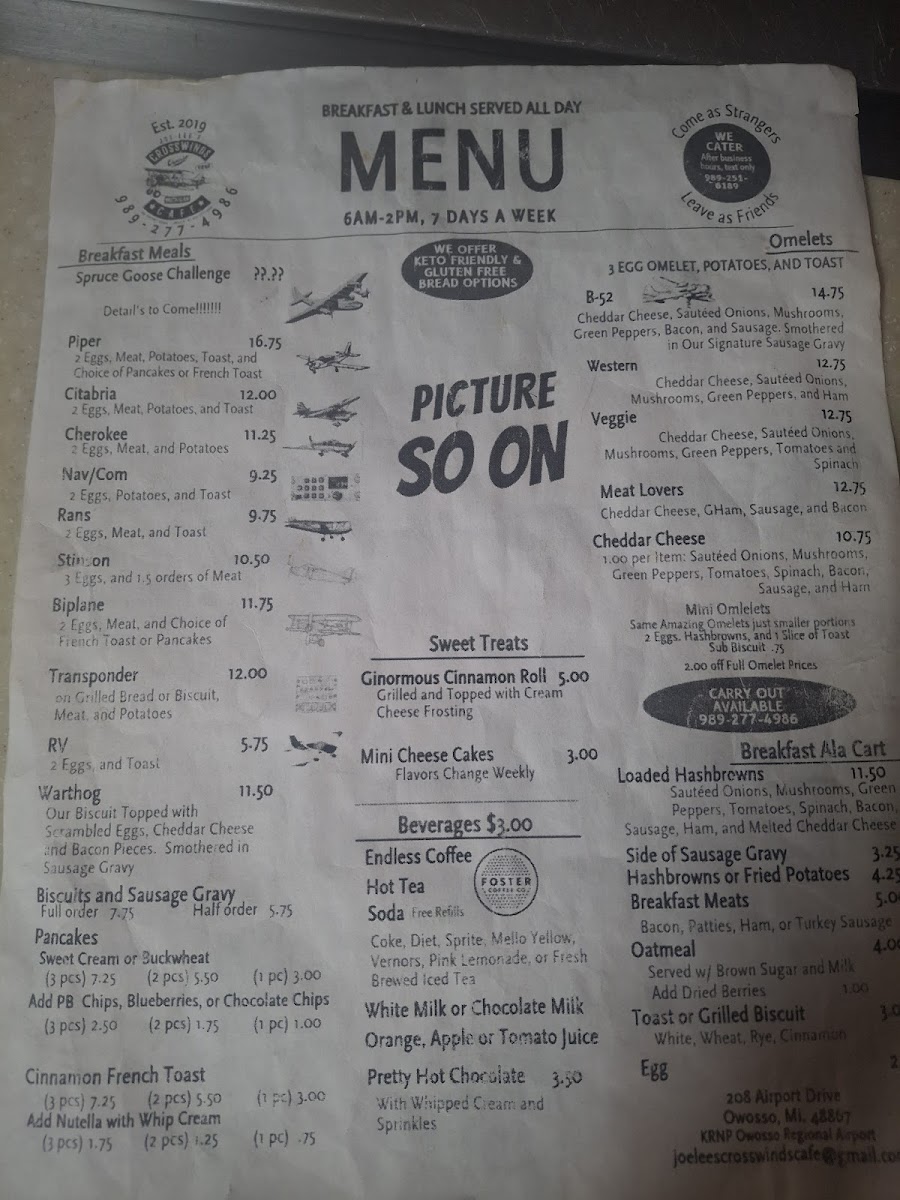 BREAKFAST & LUNCH SERVED ALL DAY
MENU
6AM-2PM, 7 DAYS A WEEK
Est. 2019
CROSSWINDS
CAFE
989-277-4986
Come as Strangers
WE
CATER
After business
hours, text only
989-251-
8189
Leave as Friends
WE OFFER
KETO FRIENDLY &
GLUTEN FREE
BREAD OPTIONS
Breakfast Meals
Spruce Goose Challenge ??.??
Detail's to Come!!!!!!!
Piper 16.75
2 Eggs, Meat, Potatoes, Toast, and
Choice of Pancakes or French Toast
Citabria 12.00
2 Eggs, Meat, Potatoes, and Toast
Cherokee 11.25
2 Eggs, Meat, and Potatoes
Nav/Com 9.25
2 Eggs, Potatoes, and Toast
Rans 9.75
2 Eggs, Meat, and Toast
Stinson 10.50
3 Eggs, and 1.5 orders of Meat
Biplane 11.75
2 Eggs, Meat, and Choice of
French Toast or Pancakes
Transponder 12.00
on Grilled Bread or Biscuit,
Meat, and Potatoes
RV 5.75
2 Eggs, and Toast
Warthog 11.50
Our Biscuit Topped with
Scrambled Eggs, Cheddar Cheese
and Bacon Pieces. Smothered in
Sausage Gravy
Biscuits and Sausage Gravy
Full order 7.75 Half order 5.75
Pancakes
Sweet Cream or Buckwheat
(3 pcs) 7.25 (2 pcs) 5.50 (1 pc) 3.00
Add PB Chips, Blueberries, or Chocolate Chips
(3 pcs) 2.50 (2 pcs) 1.75 (1 pc) 1.00
Cinnamon French Toast
(3 pcs) 7.25 (2 pcs) 5.50 (1 pc) 3.00
Add Nutella with Whip Cream
(3 pcs) 1.75 (2 pcs) 1.25 (1 pc) .75
PICTURE
SO ON
Sweet Treats
Ginormous Cinnamon Roll 5.00
Grilled and Topped with Cream
Cheese Frosting
Mini Cheese Cakes 3.00
Flavors Change Weekly
Beverages $3.00
Endless Coffee
FOSTER
COFFEE CO.
Hot Tea
Soda Free Refills
Coke, Diet, Sprite, Mello Yellow,
Vernors, Pink Lemonade, or Fresh
Brewed Iced Tea
White Milk or Chocolate Milk
Orange, Apple or Tomato Juice
Pretty Hot Chocolate 3.50
With Whipped Cream and
Sprinkles
Omelets
3 EGG OMELET, POTATOES, AND TOAST
B-52 14.75
Cheddar Cheese, Sautéed Onions, Mushrooms,
Green Peppers, Bacon, and Sausage. Smothered
in Our Signature Sausage Gravy
Western 12.75
Cheddar Cheese, Sautéed Onions,
Mushrooms, Green Peppers, and Ham
Veggie 12.75
Cheddar Cheese, Sautéed Onions,
Mushrooms, Green Peppers, Tomatoes and
Spinach
Meat Lovers 12.75
Cheddar Cheese, GHam, Sausage, and Bacon
Cheddar Cheese 10.75
1.00 per Item: Sautéed Onions, Mushrooms,
Green Peppers, Tomatoes, Spinach, Bacon,
Sausage, and Ham
Mini Omlelets
Same Amazing Omelets just smaller portions
2 Eggs. Hashbrowns, and 1 Slice of Toast
Sub Biscuit .75
2.00 off Full Omelet Prices
CARRY OUT
AVAILABLE
989-277-4986
Breakfast Ala Cart
Loaded Hashbrowns 11.50
Sautéed Onions, Mushrooms, Green
Peppers, Tomatoes, Spinach, Bacon,
Sausage, Ham, and Melted Cheddar Cheese
Side of Sausage Gravy 3.25
Hashbrowns or Fried Potatoes 4.25
Breakfast Meats 5.0
Bacon, Patties, Ham, or Turkey Sausage
Oatmeal 4.00
Served w/ Brown Sugar and Milk
Add Dried Berries 1.00
Toast or Grilled Biscuit 3.0
White, Wheat, Rye, Cinnamon
Egg 2
208 Airport Drive
Owosso, MI. 48867
KRNP Owosso Regional Airport
joeleescrosswindscafe@gmail.com